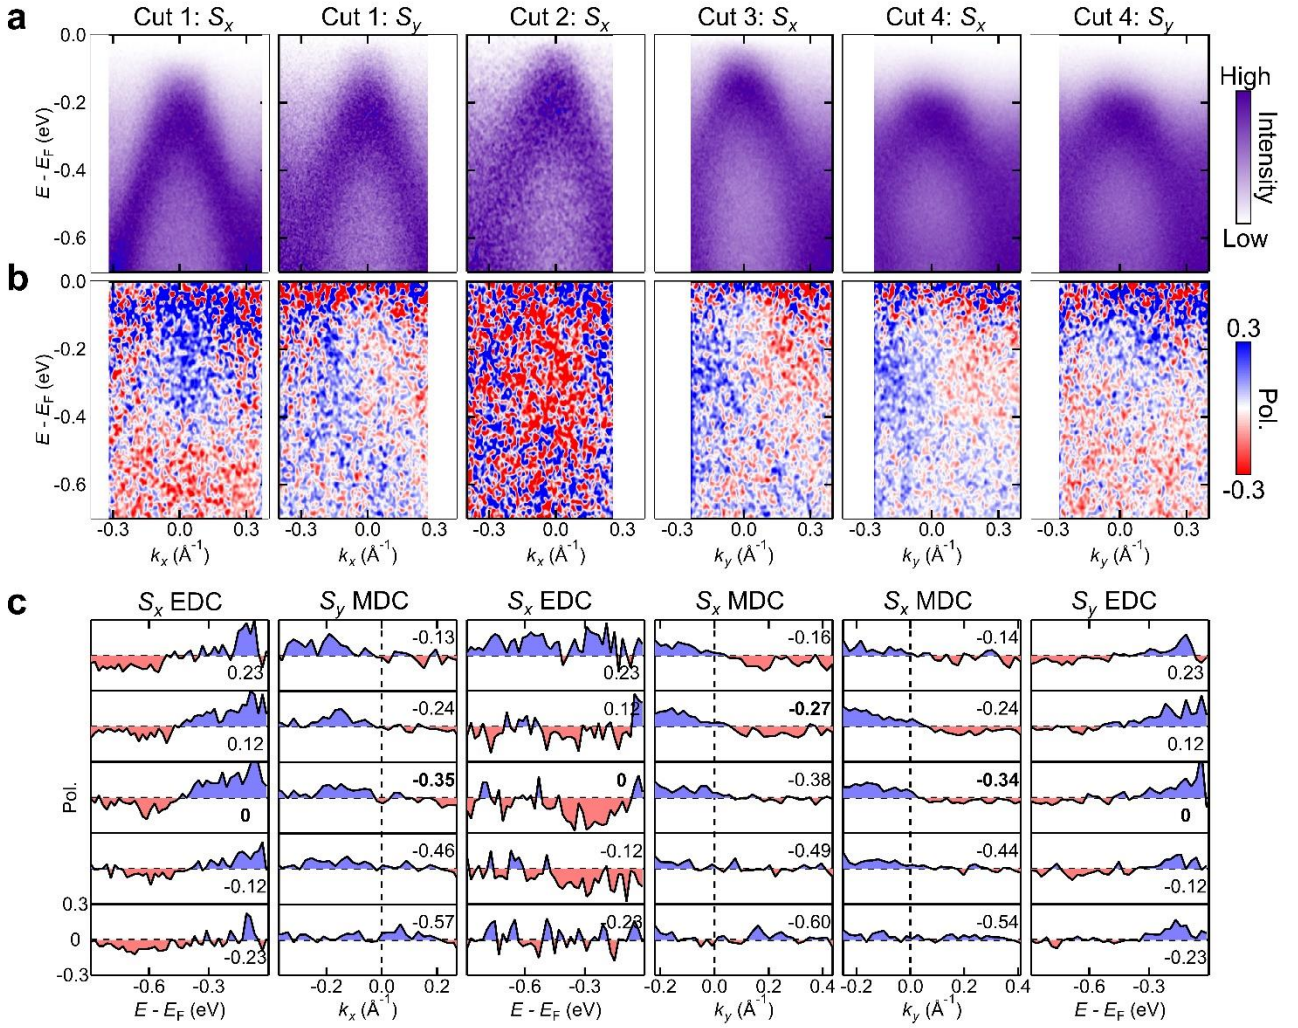 a
Cut 1: Sx
Cut 1: Sy
Cut 2: Sx
Cut 3: Sx
Cut 4: Sx
Cut 4: Sy
E - EF (eV)
0.0
-0.2
-0.4
-0.6
High
Intensity
Low
b
E - EF (eV)
0.0
-0.2
-0.4
-0.6
-0.3 0.0 0.3
-0.3 0.0 0.3
-0.3 0.0 0.3
-0.3 0.0 0.3
-0.3 0.0 0.3
-0.3 0.0 0.3
kx (Å-1)
kx (Å-1)
kx (Å-1)
ky (Å-1)
ky (Å-1)
ky (Å-1)
0.3
Pol.
-0.3
c
Sx EDC
Sy MDC
Sx EDC
Sx MDC
Sx MDC
Sy EDC
0.23
-0.13
0.23
-0.16
-0.14
0.23
0.12
-0.24
0.12
-0.27
-0.24
0.12
Pol.
0
-0.35
0
-0.38
-0.34
0
-0.12
-0.46
-0.12
-0.49
-0.44
-0.12
0.3
0
-0.3
-0.23
-0.57
-0.23
-0.60
-0.54
-0.23
-0.6 -0.3
-0.2 0.0 0.2
-0.6 -0.3
-0.2 0.0 0.2 0.4
-0.2 0.0 0.2 0.4
-0.6 -0.3
E - EF (eV)
kx (Å-1)
E - EF (eV)
ky (Å-1)
ky (Å-1)
E - EF (eV)